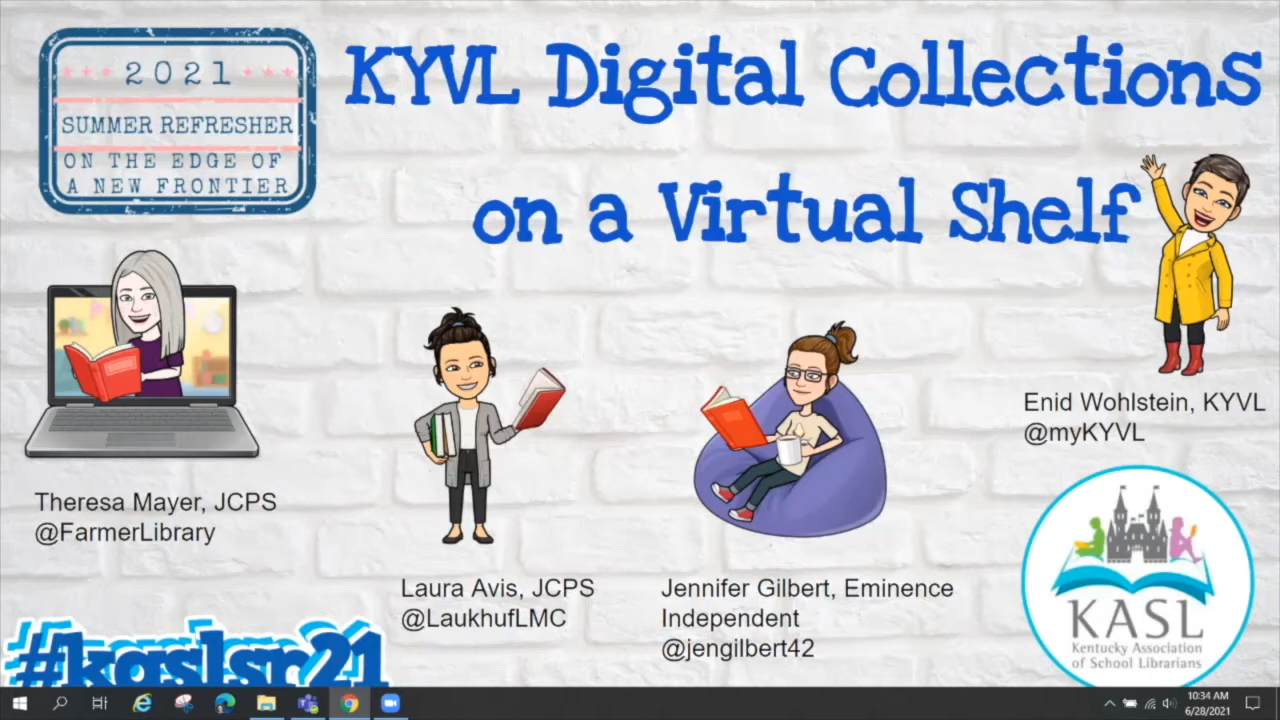 2021
SUMMER REFRESHER
ON THE EDGE OF
A NEW FRONTIER
KYVL Digital Collections
on a Virtual Shelf
Enid Wohlstein, KYVL
@myKYVL
Theresa Mayer, JCPS
@FarmerLibrary
Laura Avis, JCPS
@LaukhufLMC
Jennifer Gilbert, Eminence
Independent
@jengilbert42
KASL
Kentucky Association
of School Librarians
#kaslsr21
10:34 AM
6/28/2021